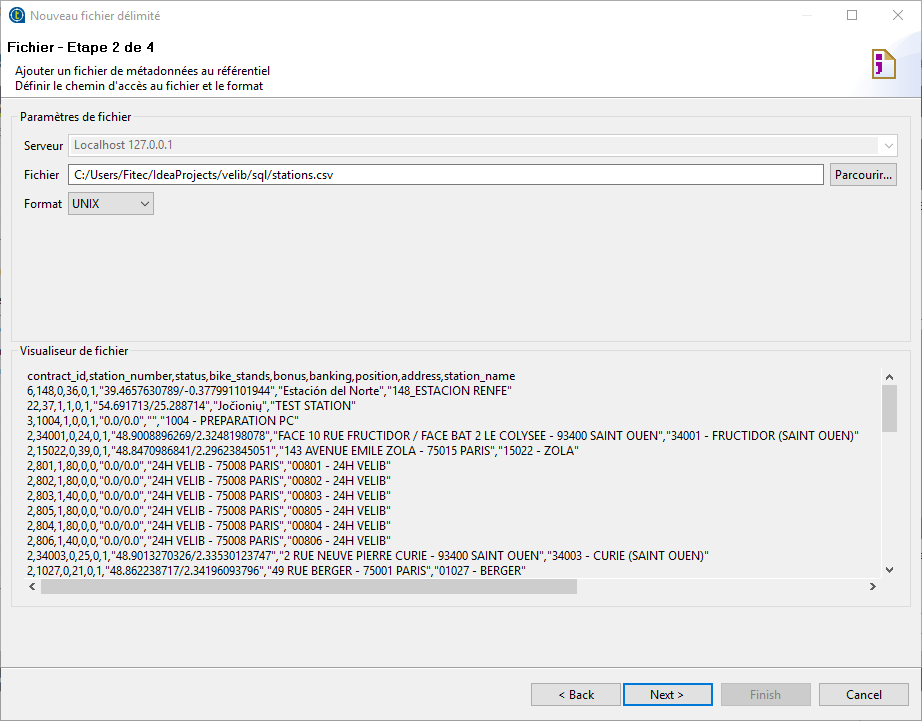 Nouveau fichier délimité
Fichier - Etape 2 de 4
Ajouter un fichier de métadonnées au référentiel
Définir le chemin d'accès au fichier et le format
Paramètres de fichier
Serveur Localhost 127.0.0.1
Fichier C:/Users/Fitec/IdeaProjects/velib/sql/stations.csv Parcourir...
Format UNIX
Visualiseur de fichier
contract_id,station_number,status,bike_stands,bonus,banking,position,address,station_name
6,148,0,36,0,1,"39.4657630789/-0.377991101944","Estación del Norte","148_ESTACION RENFE"
22,37,1,1,0,1,"54.691713/25.288714","Jočionių","TEST STATION"
3,1004,1,0,0,1,"0.0/0.0","","1004 - PREPARATION PC"
2,34001,0,24,0,1,"48.9008896269/2.3248198078","FACE 10 RUE FRUCTIDOR / FACE BAT 2 LE COLYSEE - 93400 SAINT OUEN","34001 - FRUCTIDOR (SAINT OUEN)"
2,15022,0,39,0,1,"48.8470986841/2.29623845051","143 AVENUE EMILE ZOLA - 75015 PARIS","15022 - ZOLA"
2,801,1,80,0,0,"0.0/0.0","24H VELIB - 75008 PARIS","00801 - 24H VELIB"
2,802,1,80,0,0,"0.0/0.0","24H VELIB - 75008 PARIS","00802 - 24H VELIB"
2,803,1,40,0,0,"0.0/0.0","24H VELIB - 75008 PARIS","00803 - 24H VELIB"
2,805,1,80,0,0,"0.0/0.0","24H VELIB - 75008 PARIS","00805 - 24H VELIB"
2,804,1,80,0,0,"0.0/0.0","24H VELIB - 75008 PARIS","00804 - 24H VELIB"
2,806,1,40,0,0,"0.0/0.0","24H VELIB - 75008 PARIS","00806 - 24H VELIB"
2,34003,0,25,0,1,"48.9013270326/2.33530123747","2 RUE NEUVE PIERRE CURIE - 93400 SAINT OUEN","34003 - CURIE (SAINT OUEN)"
2,1027,0,21,0,1,"48.862238717/2.34196093796","49 RUE BERGER - 75001 PARIS","01027 - BERGER"
< Back Next > Finish Cancel